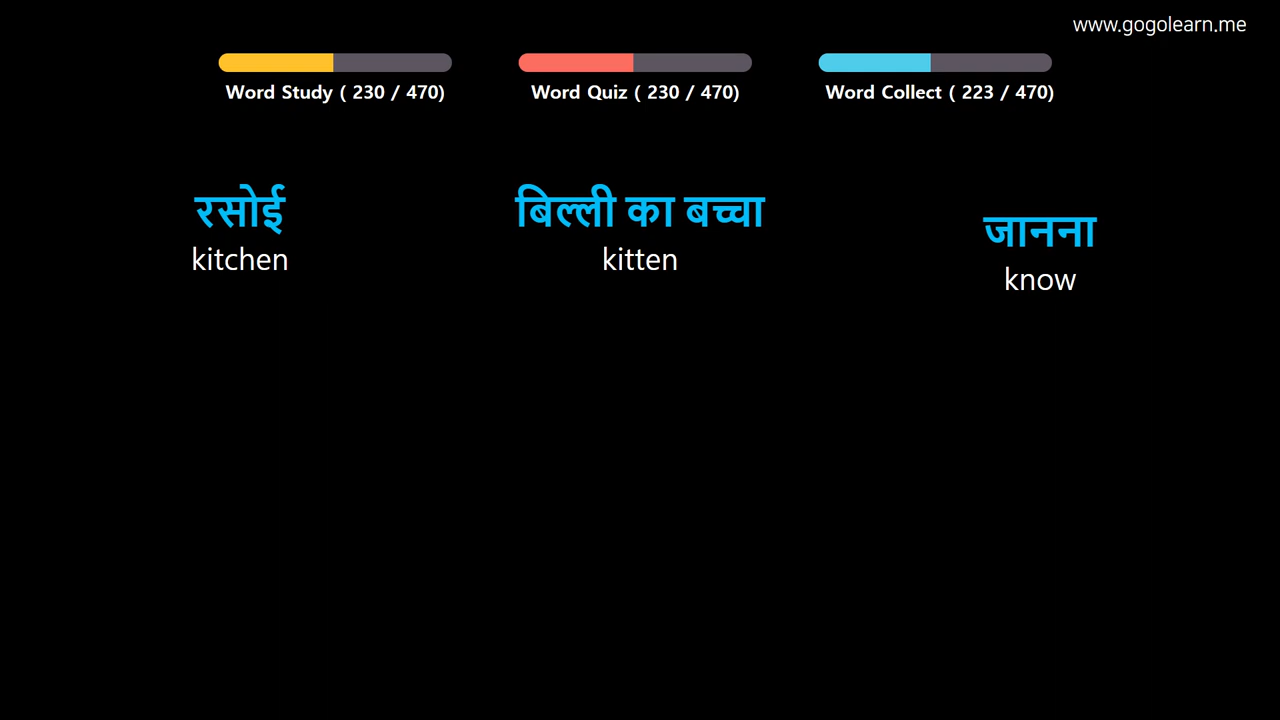 www.gogolearn.me
Word Study ( 230 / 470)
Word Quiz ( 230 / 470)
Word Collect ( 223 / 470)
रसोई
kitchen
बिल्ली का बच्चा
kitten
जानना
know